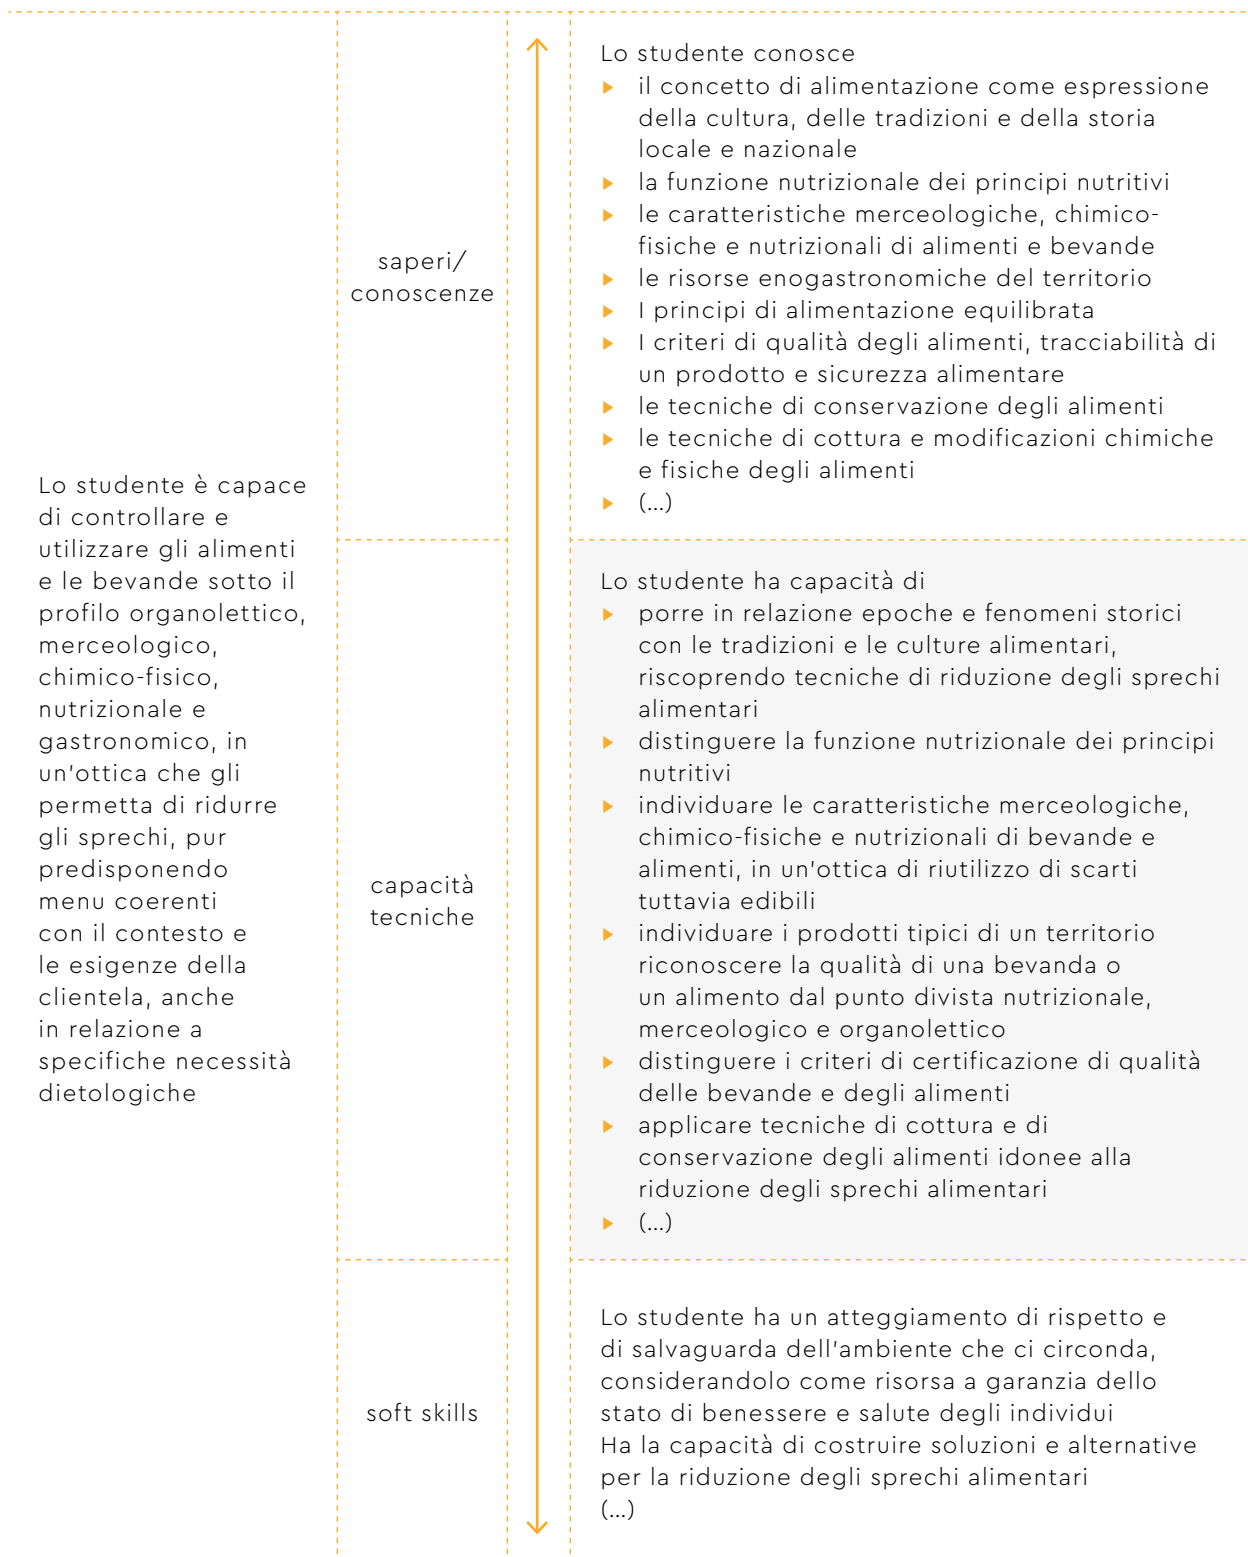 Lo studente è capace
di controllare e
utilizzare gli alimenti
e le bevande sotto il
profilo organolettico,
merceologico,
chimico-fisico,
nutrizionale e
gastronomico, in
un'ottica che gli
permetta di ridurre
gli sprechi, pur
predisponendo
menu coerenti
con il contesto e
le esigenze della
clientela, anche
in relazione a
specifiche necessità
dietologiche
saperi/
conoscenze
Lo studente conosce
il concetto di alimentazione come espressione
della cultura, delle tradizioni e della storia
locale e nazionale
la funzione nutrizionale dei principi nutritivi
le caratteristiche merceologiche, chimico-
fisiche e nutrizionali di alimenti e bevande
le risorse enogastronomiche del territorio
I principi di alimentazione equilibrata
I criteri di qualità degli alimenti, tracciabilità di
un prodotto e sicurezza alimentare
le tecniche di conservazione degli alimenti
le tecniche di cottura e modificazioni chimiche
e fisiche degli alimenti
(...)
capacità
tecniche
Lo studente ha capacità di
porre in relazione epoche e fenomeni storici
con le tradizioni e le culture alimentari,
riscoprendo tecniche di riduzione degli sprechi
alimentari
distinguere la funzione nutrizionale dei principi
nutritivi
individuare le caratteristiche merceologiche,
chimico-fisiche e nutrizionali di bevande e
alimenti, in un'ottica di riutilizzo di scarti
tuttavia edibili
individuare i prodotti tipici di un territorio
riconoscere la qualità di una bevanda o
un alimento dal punto divista nutrizionale,
merceologico e organolettico
distinguere i criteri di certificazione di qualità
delle bevande e degli alimenti
applicare tecniche di cottura e di
conservazione degli alimenti idonee alla
riduzione degli sprechi alimentari
(...)
soft skills
Lo studente ha un atteggiamento di rispetto e
di salvaguarda dell'ambiente che ci circonda,
considerandolo come risorsa a garanzia dello
stato di benessere e salute degli individui
Ha la capacità di costruire soluzioni e alternative
per la riduzione degli sprechi alimentari
(...)